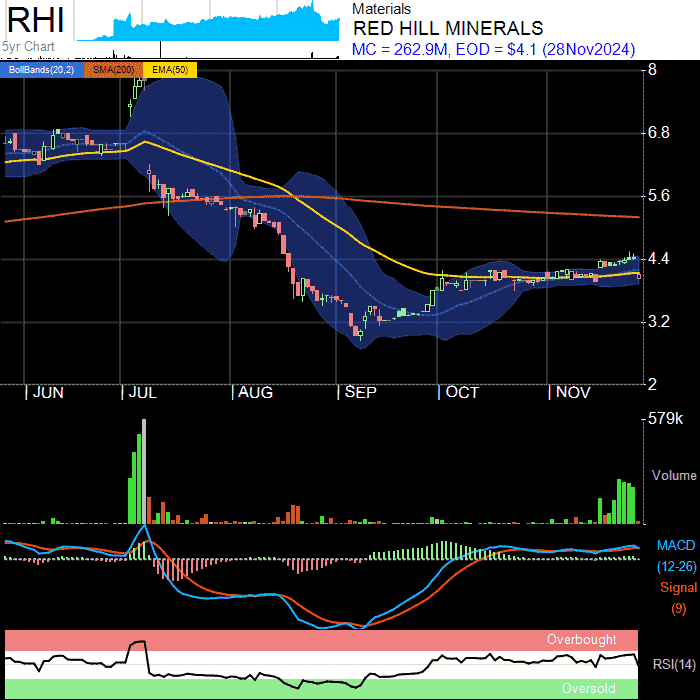 RHI
5yr Chart
Materials
RED HILL MINERALS
MC = 262.9M, EOD = $4.1 (28Nov2024)
BollBands(20,2) SMA(200) EMA(50)
8
6.8
5.6
4.4
3.2
2
JUN JUL AUG SEP OCT NOV
579k
Volume
MACD
(12-26)
Signal
(9)
Overbought
RSI(14)
Oversold